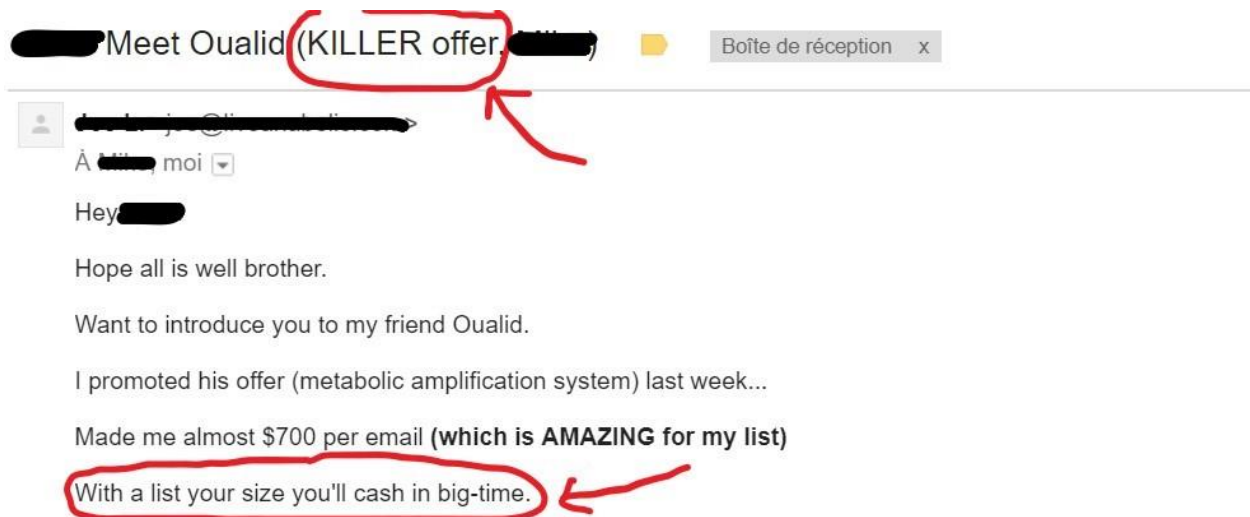 Meet Oualid (KILLER offer, )
Boîte de réception x
À moi
Hey
Hope all is well brother.
Want to introduce you to my friend Oualid.
I promoted his offer (metabolic amplification system) last week...
Made me almost $700 per email (which is AMAZING for my list)
With a list your size you'll cash in big-time.